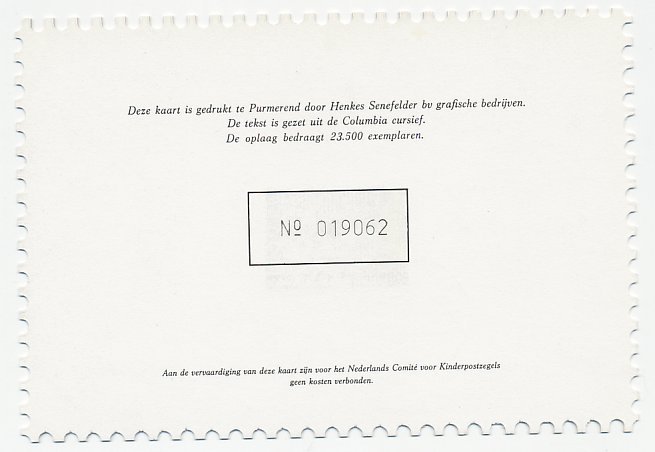 Deze kaart is gedrukt te Purmerend door Henkes Senefelder bv grafische bedrijven.
De tekst is gezet uit de Columbia cursief.
De oplaag bedraagt 23.500 exemplaren.
Nº 019062
Aan de vervaardiging van deze kaart zijn voor het Nederlands Comité voor Kinderpostzegels
geen kosten verbonden.